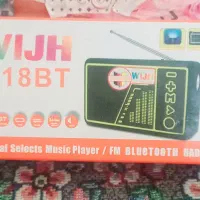 WIJH
18BT
WIJH
al Selects Music Player / FM BLUETOOTH RAD